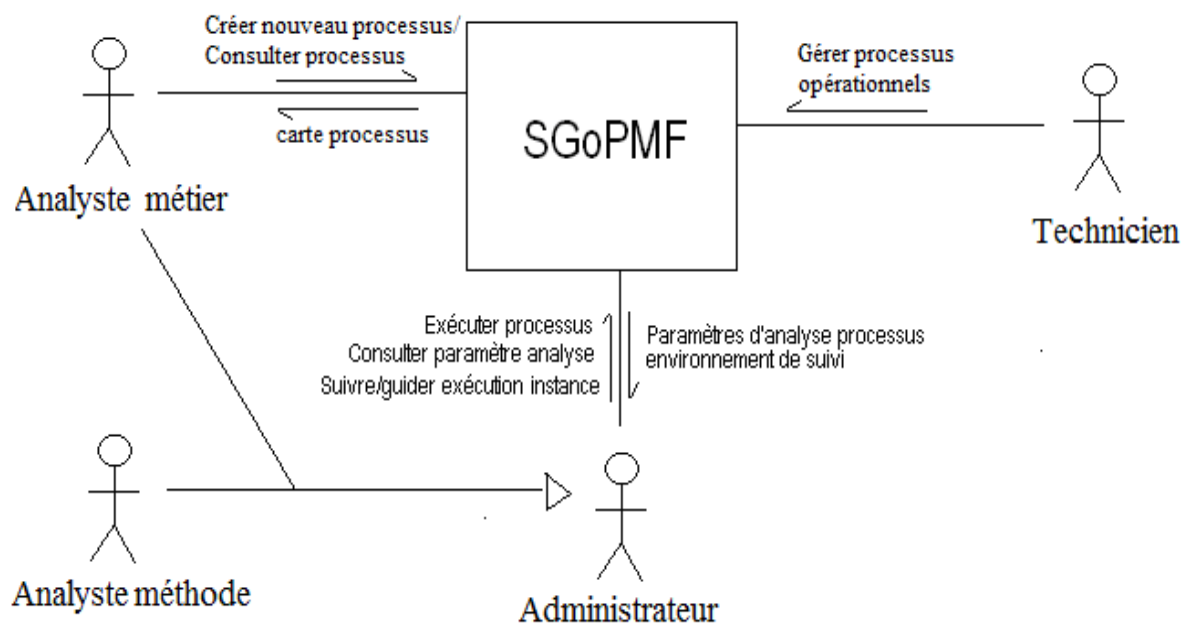 Créer nouveau processus/
Consulter processus
carte processus
Analyste métier
SGoPMF
Gérer processus
opérationnels
Technicien
Exécuter processus
Consulter paramètre analyse
Suivre/guider exécution instance
Paramètres d'analyse processus
environnement de suivi
Analyste méthode
Administrateur